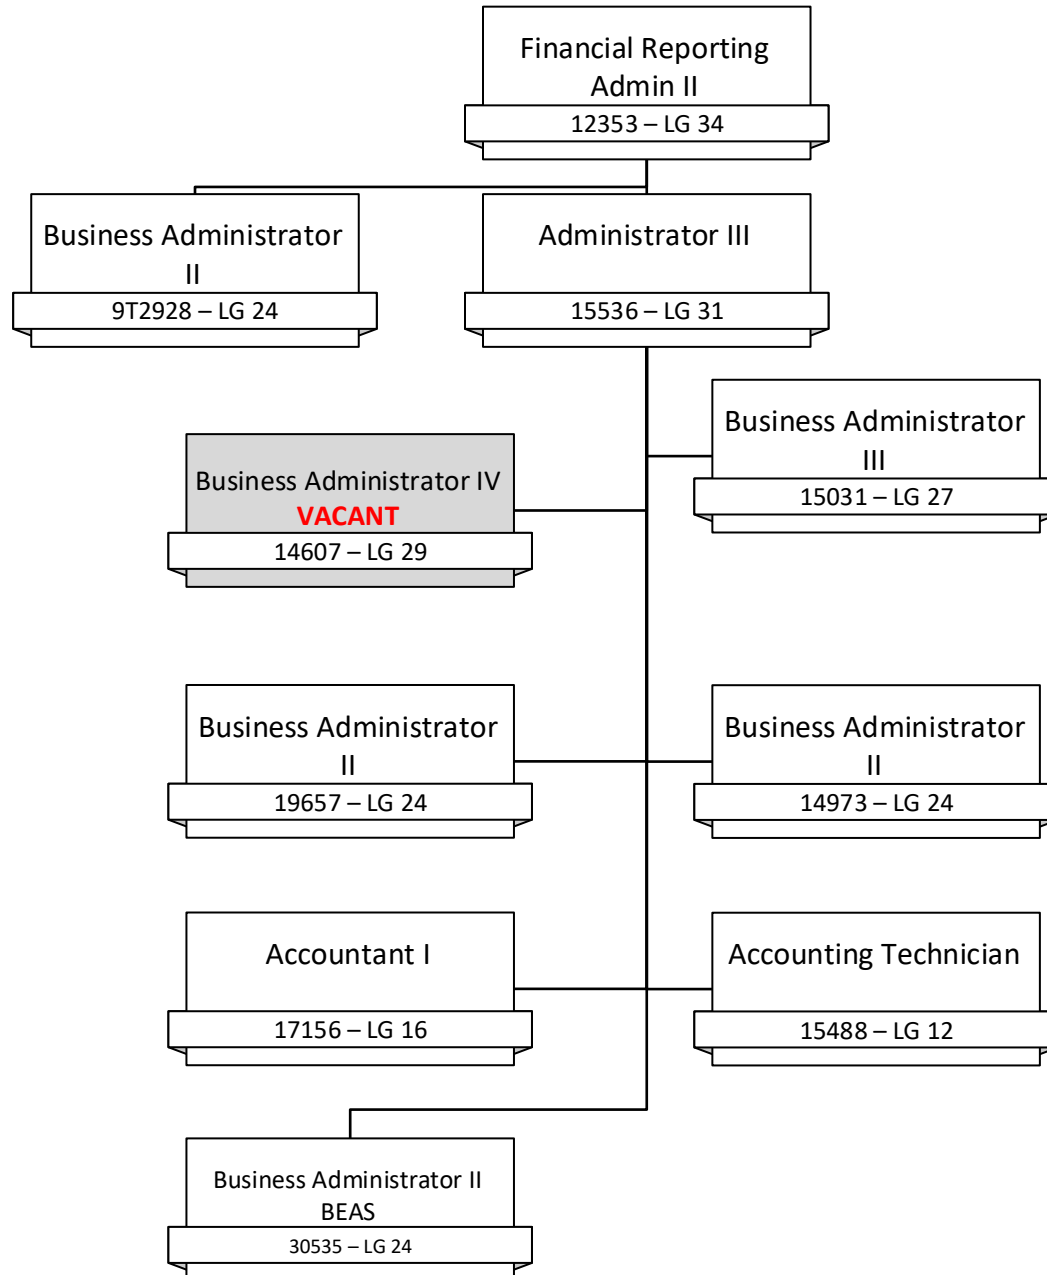 Financial Reporting
Admin II
12353 – LG 34
Business Administrator
II
9T2928 – LG 24
Administrator III
15536 – LG 31
Business Administrator
III
15031 – LG 27
Business Administrator IV
VACANT
14607 – LG 29
Business Administrator
II
19657 – LG 24
Business Administrator
II
14973 – LG 24
Accountant I
17156 – LG 16
Accounting Technician
15488 – LG 12
Business Administrator II
BEAS
30535 – LG 24